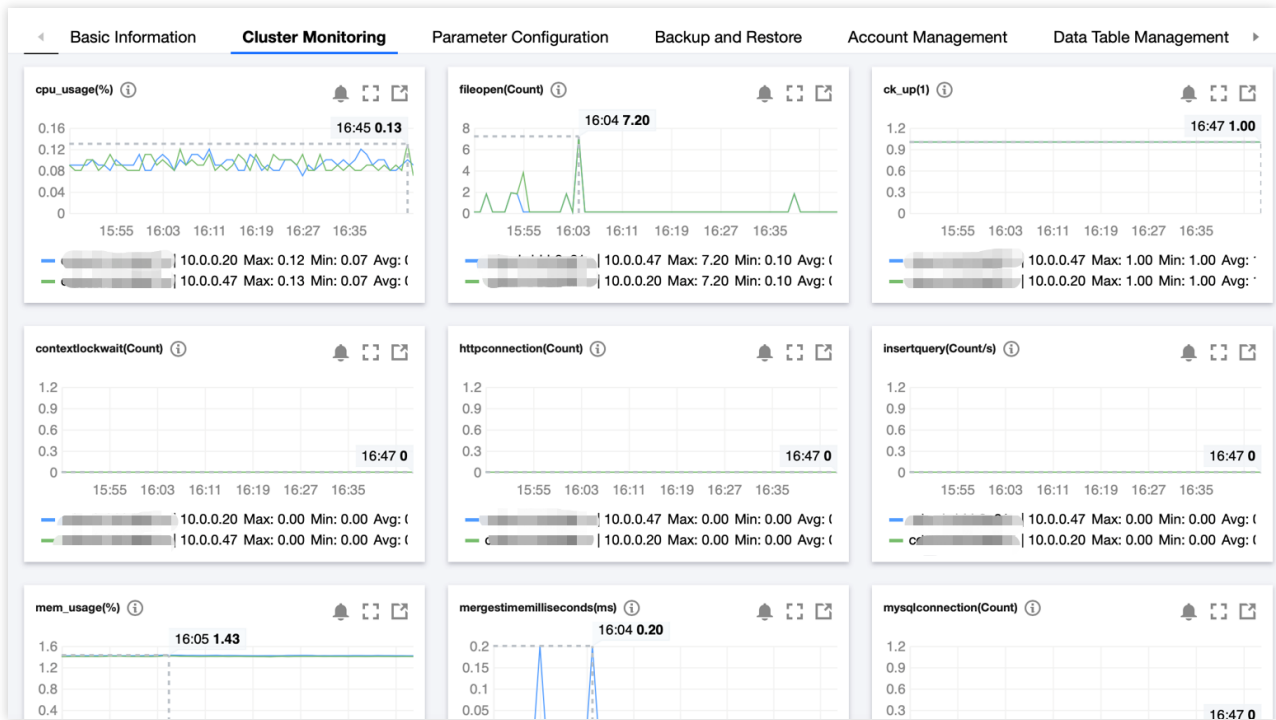 Basic Information Cluster Monitoring Parameter Configuration Backup and Restore Account Management Data Table Management
cpu_usage(%)
16:45 0.13
0.16
0.12
0.08
0.04
0
15:55 16:03 16:11 16:19 16:27 16:35
| 10.0.0.20 Max: 0.12 Min: 0.07 Avg:
| 10.0.0.47 Max: 0.13 Min: 0.07 Avg:
fileopen(Count)
16:04 7.20
8
6
4
2
0
15:55 16:03 16:11 16:19 16:27 16:35
| 10.0.0.47 Max: 7.20 Min: 0.10 Avg:
| 10.0.0.20 Max: 7.20 Min: 0.10 Avg:
ck_up(1)
16:47 1.00
1.2
0.9
0.6
0.3
0
15:55 16:03 16:11 16:19 16:27 16:35
| 10.0.0.47 Max: 1.00 Min: 1.00 Avg:
| 10.0.0.20 Max: 1.00 Min: 1.00 Avg:
contextlockwait(Count)
1.2
0.9
0.6
0.3
16:47 0
0
15:55 16:03 16:11 16:19 16:27 16:35
| 10.0.0.20 Max: 0.00 Min: 0.00 Avg:
| 10.0.0.47 Max: 0.00 Min: 0.00 Avg:
httpconnection(Count)
1.2
0.9
0.6
0.3
16:47 0
0
15:55 16:03 16:11 16:19 16:27 16:35
| 10.0.0.47 Max: 0.00 Min: 0.00 Avg:
| 10.0.0.20 Max: 0.00 Min: 0.00 Avg:
insertquery(Count/s)
1.2
0.9
0.6
0.3
16:47 0
0
15:55 16:03 16:11 16:19 16:27 16:35
| 10.0.0.47 Max: 0.00 Min: 0.00 Avg:
| 10.0.0.20 Max: 0.00 Min: 0.00 Avg:
mem_usage(%)
16:05 1.43
1.6
1.2
0.8
0.4
mergestimemilliseconds(ms)
16:04 0.20
0.2
0.15
0.1
0.05
mysqlconnection(Count)
1.2
0.9
0.6
0.3
16:47 0